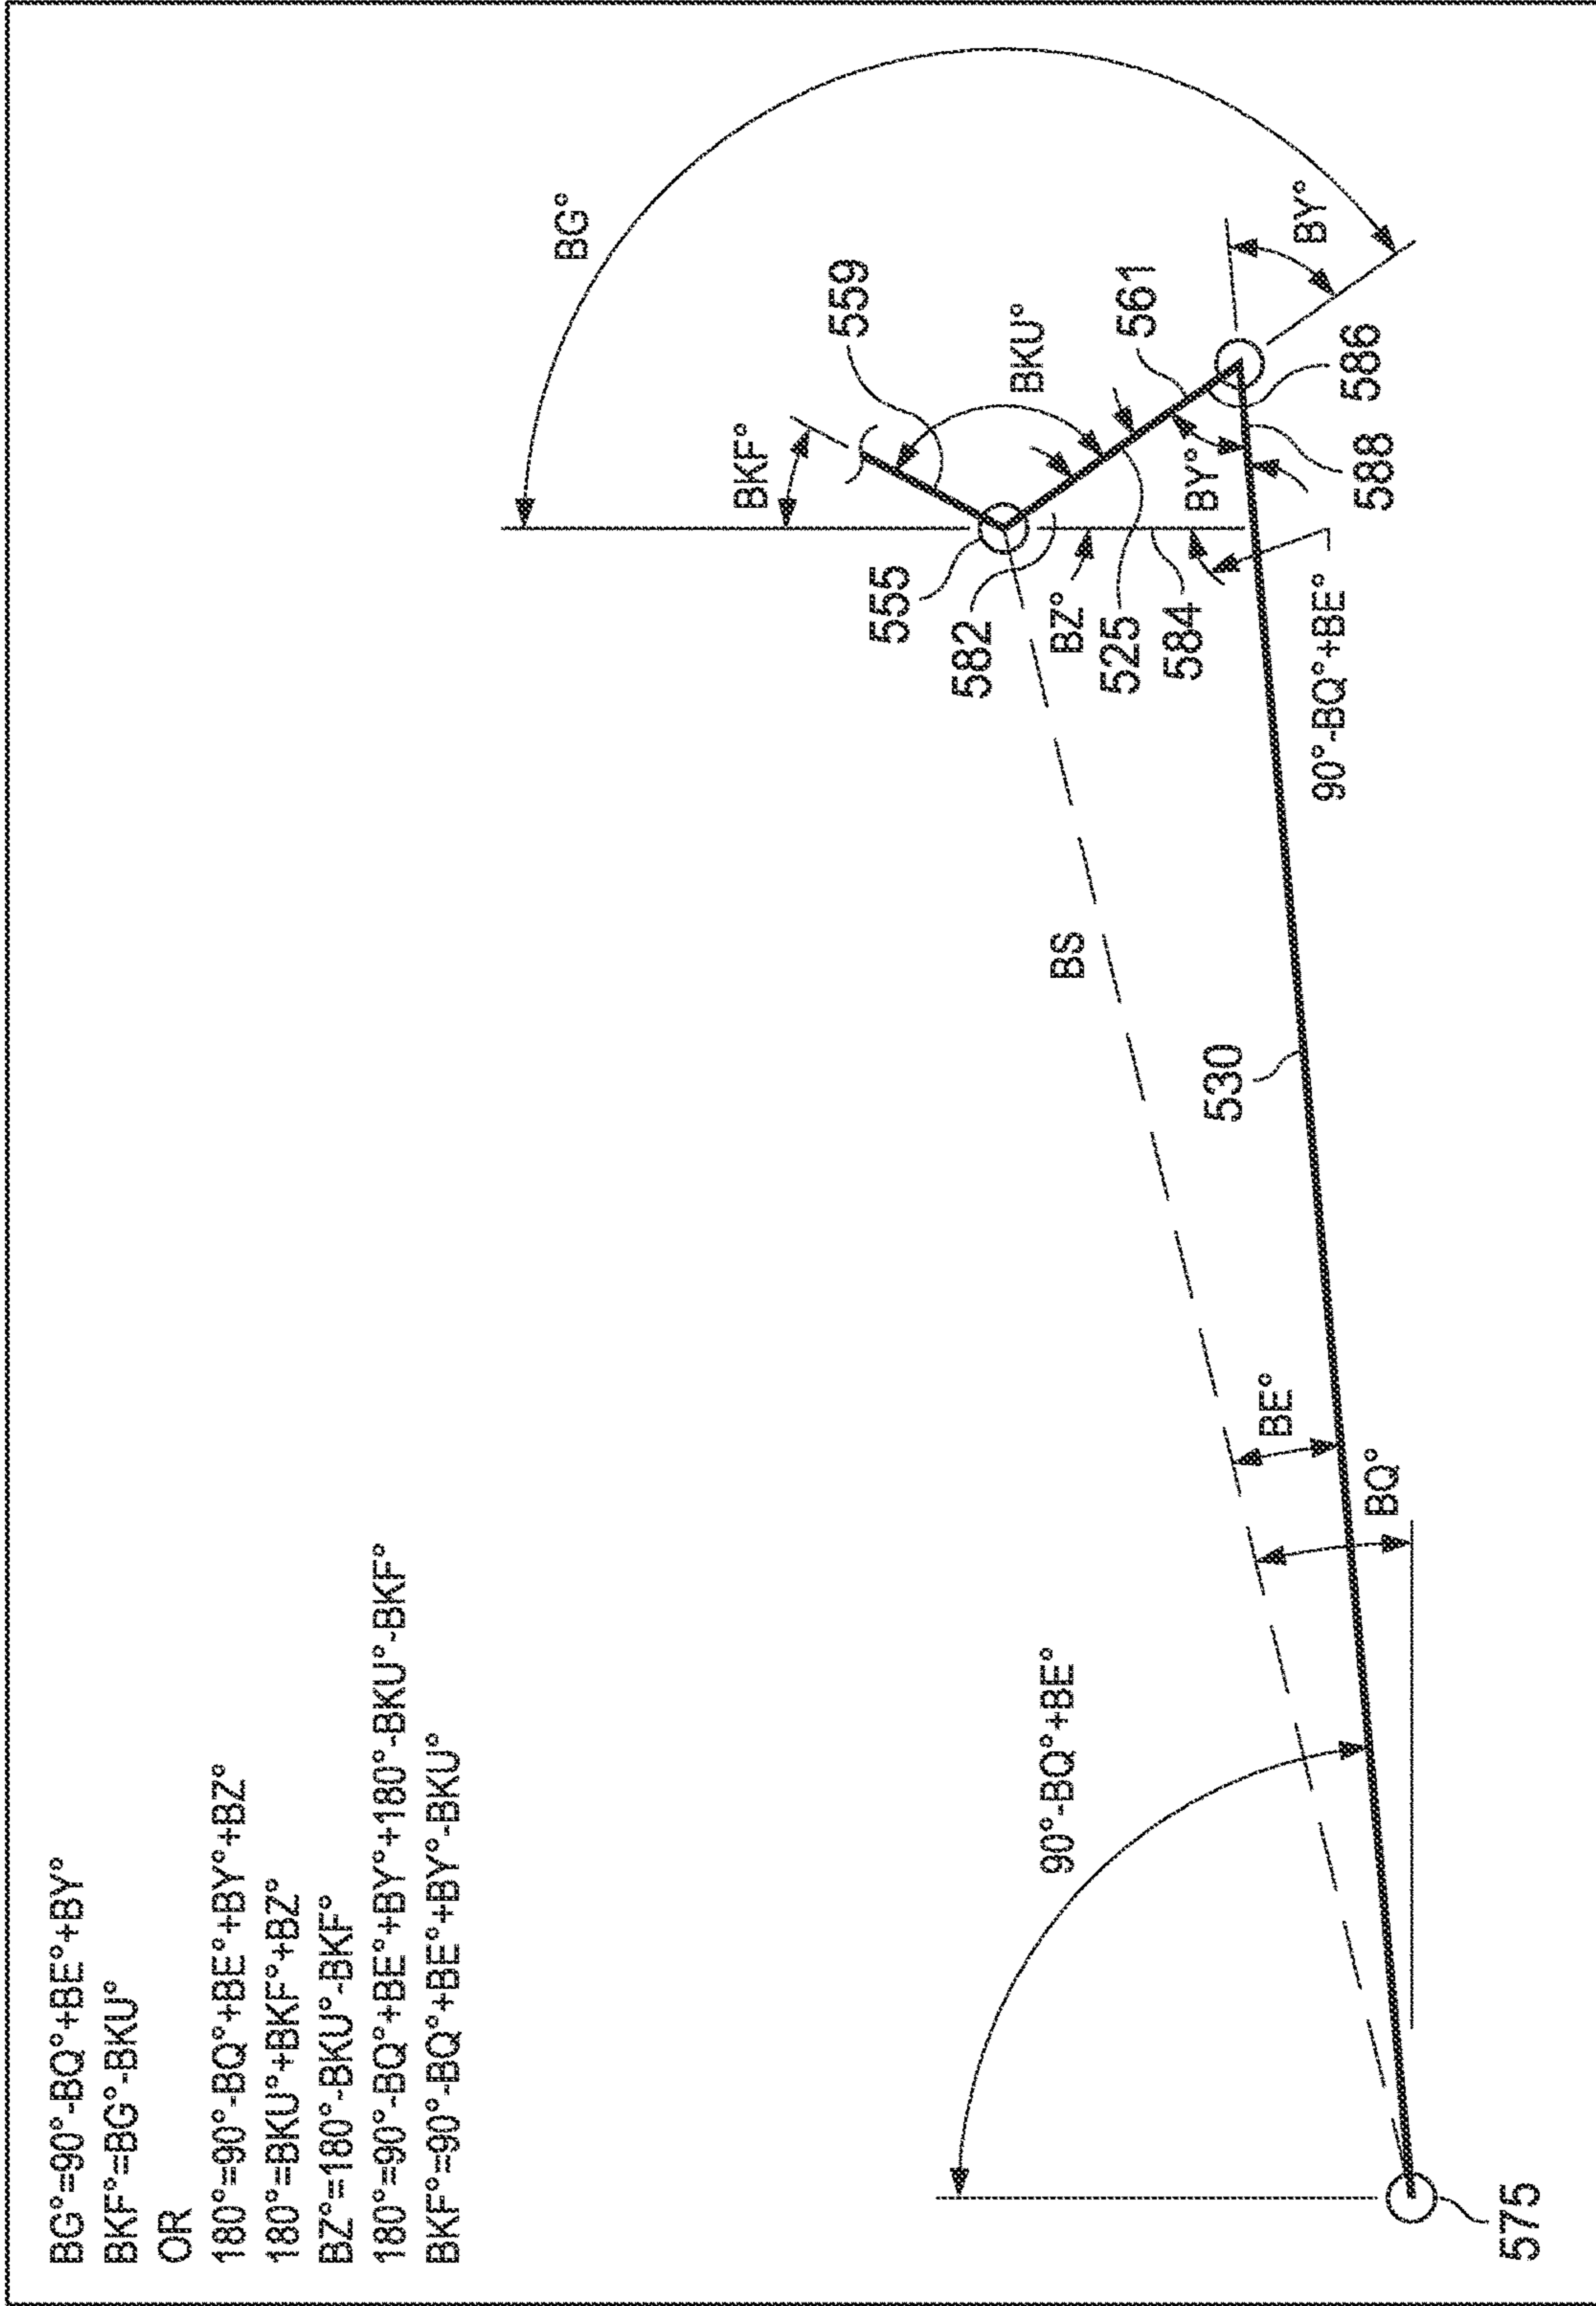 BG°=90°-BQ°+BE°+BY°
BKF°=BG°-BKU°
OR
180°=90°-BQ°+BE°+BY°+BZ°
180°=BKU°+BKF°+BZ°
BZ°=180°-BKU°-BKF°
180°=90°-BQ°+BE°+BY°+180°-BKU°-BKF°
BKF°=90°-BQ°+BE°+BY°-BKU°
BG°
BKF°
559
BKU°
555
582
BZ°
525
584
561
BY°
BY°
586
588
90°-BQ°+BE°
BS
530
BE°
BQ°
90°-BQ°+BE°
575